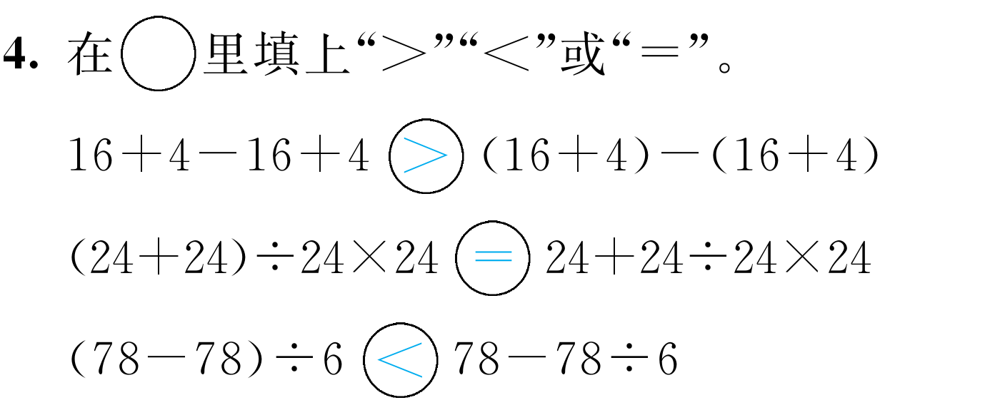 4. 在○里填上“>”“<”或“=”。
16+4-16+4 > (16+4)-(16+4)
(24+24)÷24×24 = 24+24÷24×24
(78-78)÷6 < 78-78÷6